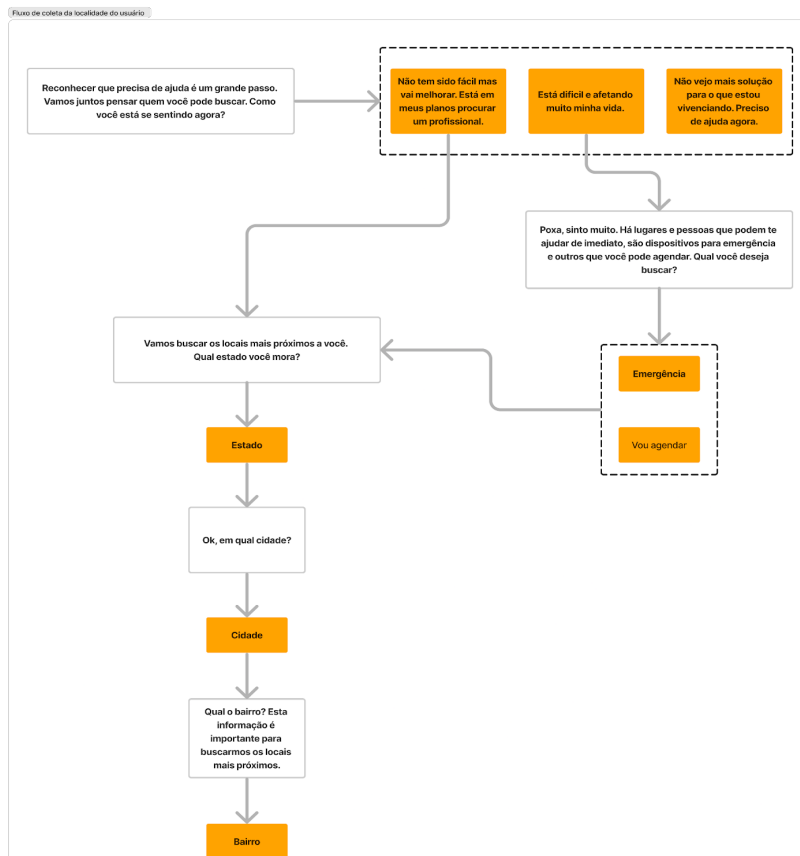 Fluxo de coleta da localidade do usuário
Reconhecer que precisa de ajuda é um grande passo.
Vamos juntos pensar quem você pode buscar. Como
você está se sentindo agora?
Não tem sido fácil mas
vai melhorar. Está em
meus planos procurar
um profissional.
Está difícil e afetando
muito minha vida.
Não vejo mais solução
para o que estou
vivenciando. Preciso
de ajuda agora.
Poxa, sinto muito. Há lugares e pessoas que podem te
ajudar de imediato, são dispositivos para emergência
e outros que você pode agendar. Qual você deseja
buscar?
Vamos buscar os locais mais próximos a você.
Qual estado você mora?
Emergência
Vou agendar
Estado
Ok, em qual cidade?
Cidade
Qual o bairro? Esta
informação é
importante para
buscarmos os locais
mais próximos.
Bairro